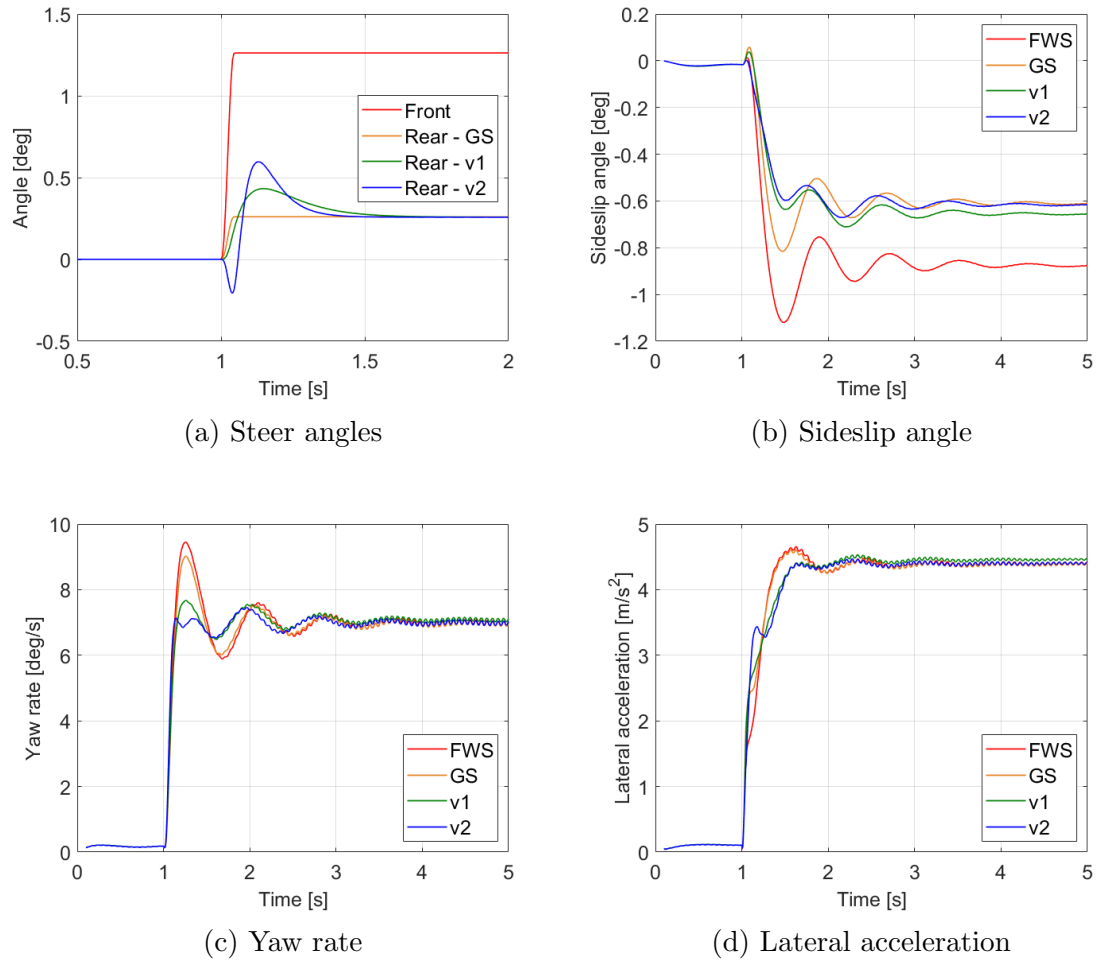 1.5
1
0.5
0
-0.5
Angle [deg]
Front
Rear - GS
Rear - v1
Rear - v2
0.5
1
1.5
2
Time [s]
(a) Steer angles
0.2
0
-0.2
-0.4
-0.6
-0.8
-1
-1.2
Sideslip angle [deg]
FWS
GS
v1
v2
0
1
2
3
4
5
Time [s]
(b) Sideslip angle
10
8
6
4
2
0
Yaw rate [deg/s]
FWS
GS
v1
v2
0
1
2
3
4
5
Time [s]
(c) Yaw rate
5
4
3
2
1
0
Lateral acceleration [m/s²]
FWS
GS
v1
v2
0
1
2
3
4
5
Time [s]
(d) Lateral acceleration